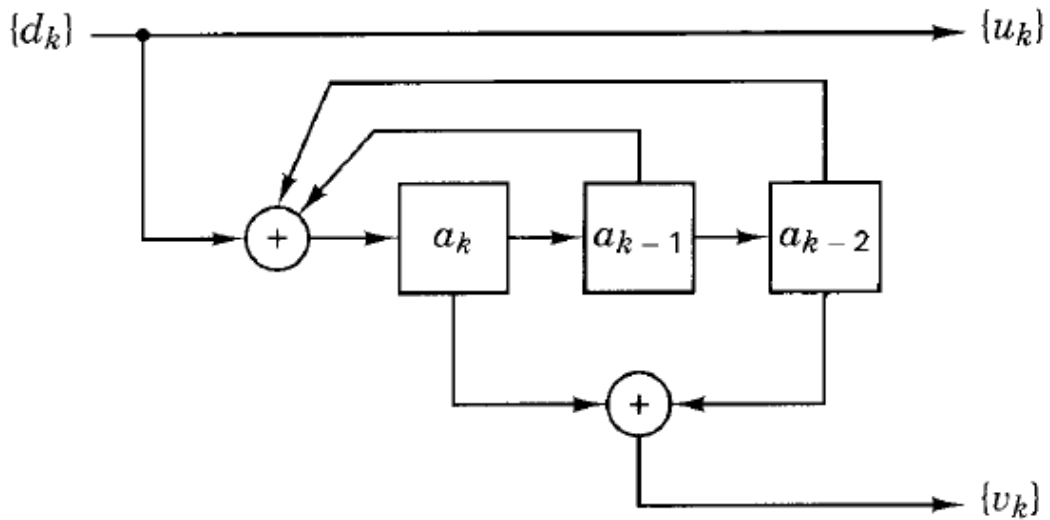 {d_k} {u_k}
+ a_k a_{k-1} a_{k-2}
+
{v_k}